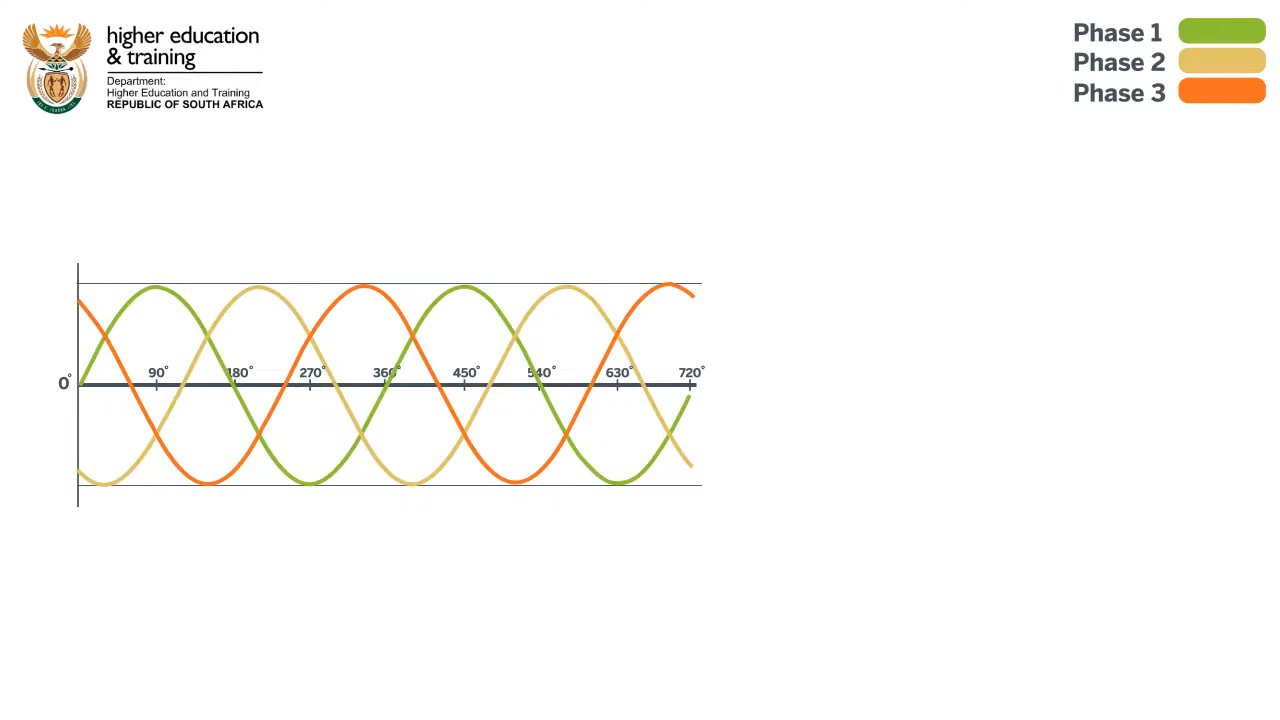 higher education
& training
Department:
Higher Education and Training
REPUBLIC OF SOUTH AFRICA
Phase 1
Phase 2
Phase 3
0° 90° 180° 270° 360° 450° 540° 630° 720°